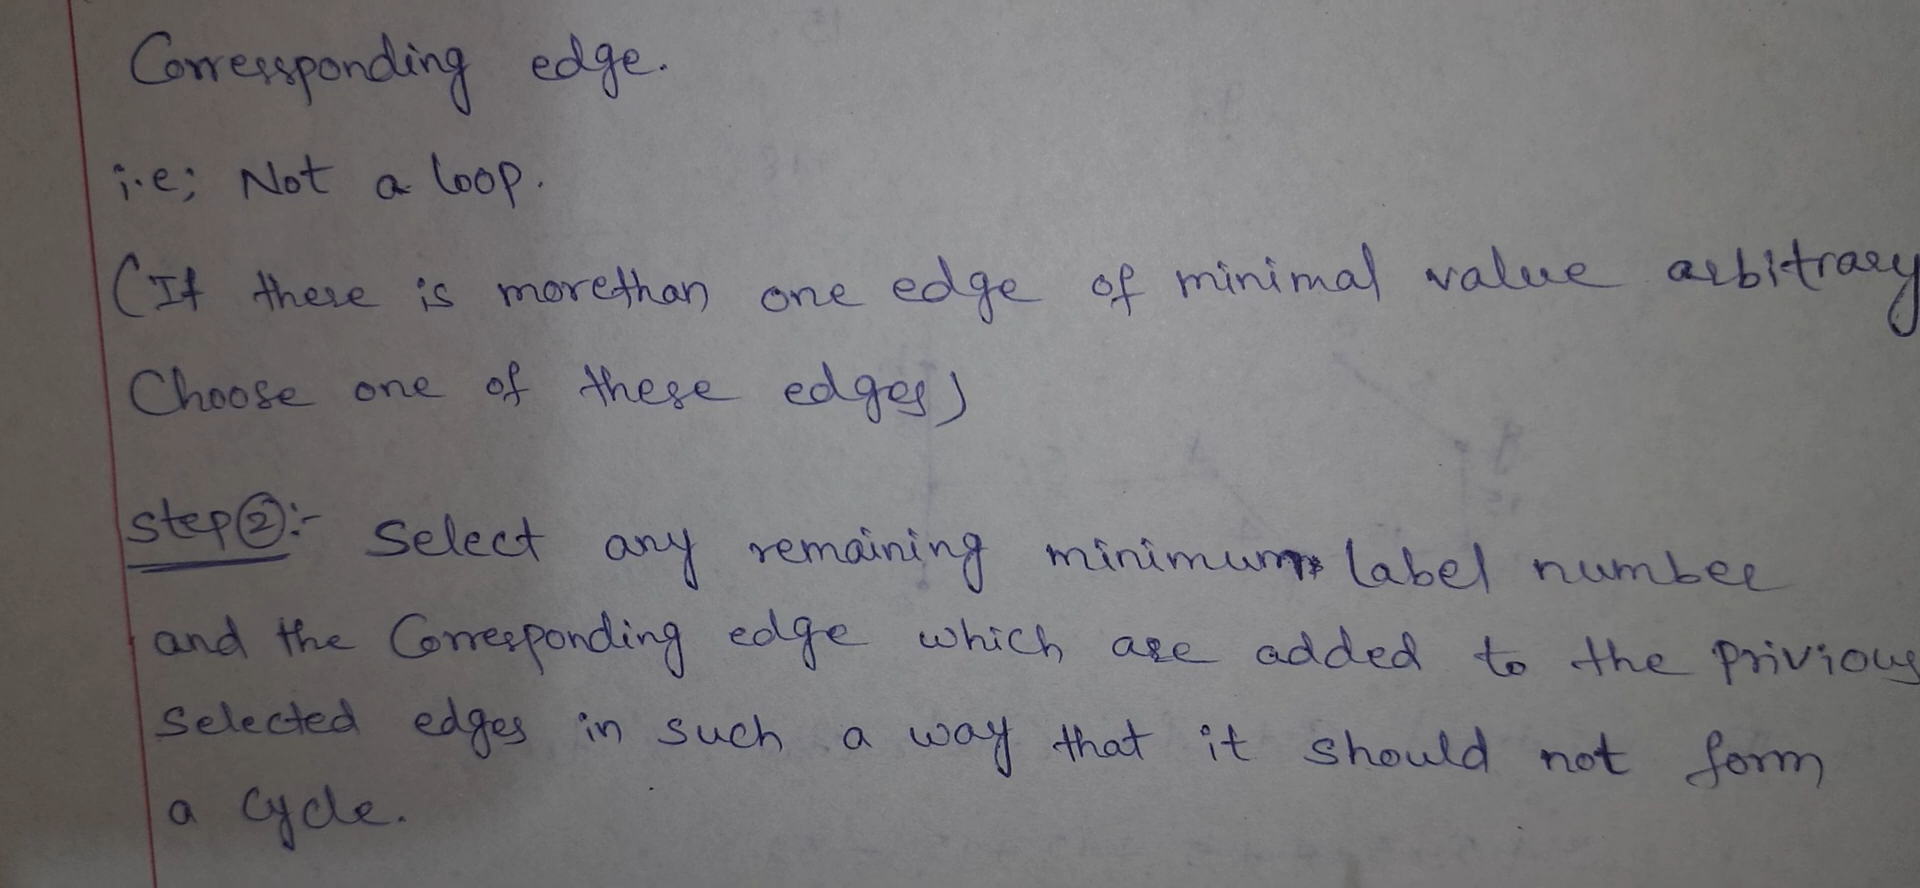 Corresponding edge.
i.e; Not a loop.
(If there is morethan one edge of minimal value arbitrary
Choose one of these edges)
Step②:- Select any remaining minimum label number
and the Corresponding edge which are added to the privious
Selected edges in such a way that it should not form
a cycle.